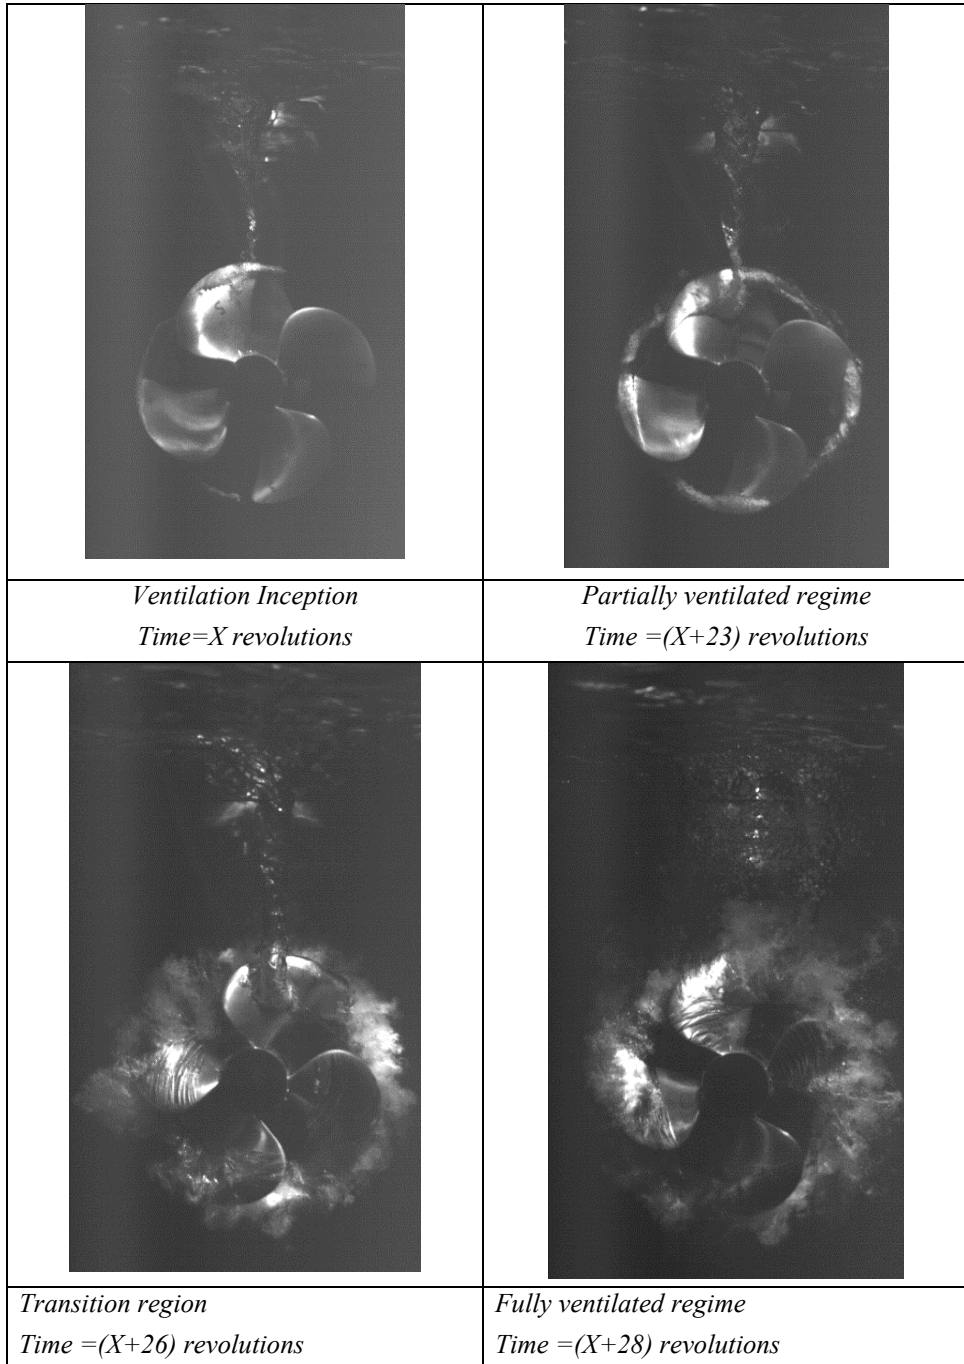 Ventilation Inception
Time=X revolutions
Partially ventilated regime
Time =(X+23) revolutions
Transition region
Time =(X+26) revolutions
Fully ventilated regime
Time =(X+28) revolutions